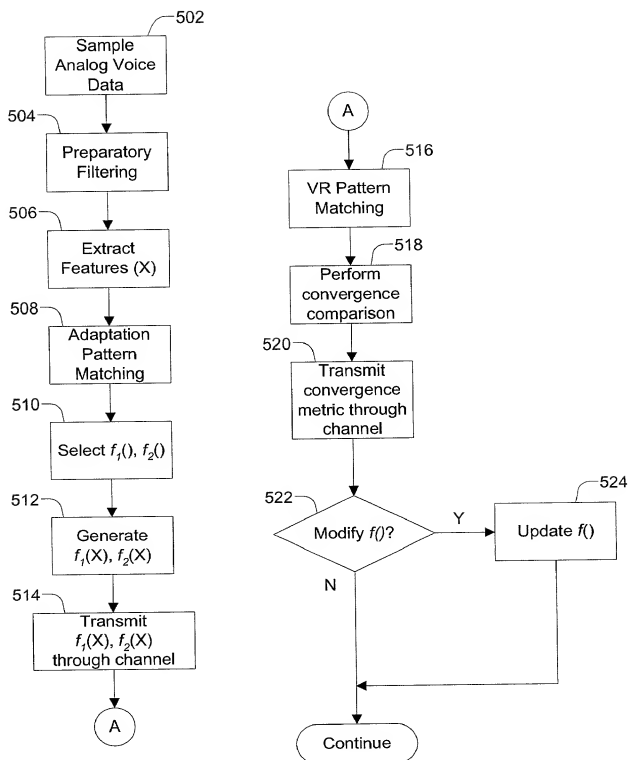 502
Sample
Analog Voice
Data
504
Preparatory
Filtering
506
Extract
Features (X)
508
Adaptation
Pattern
Matching
510
Select f1(), f2()
512
Generate
f1(X), f2(X)
514
Transmit
f1(X), f2(X)
through channel
A
A
516
VR Pattern
Matching
518
Perform
convergence
comparison
520
Transmit
convergence
metric through
channel
522
Modify f()?
Y
N
524
Update f()
Continue